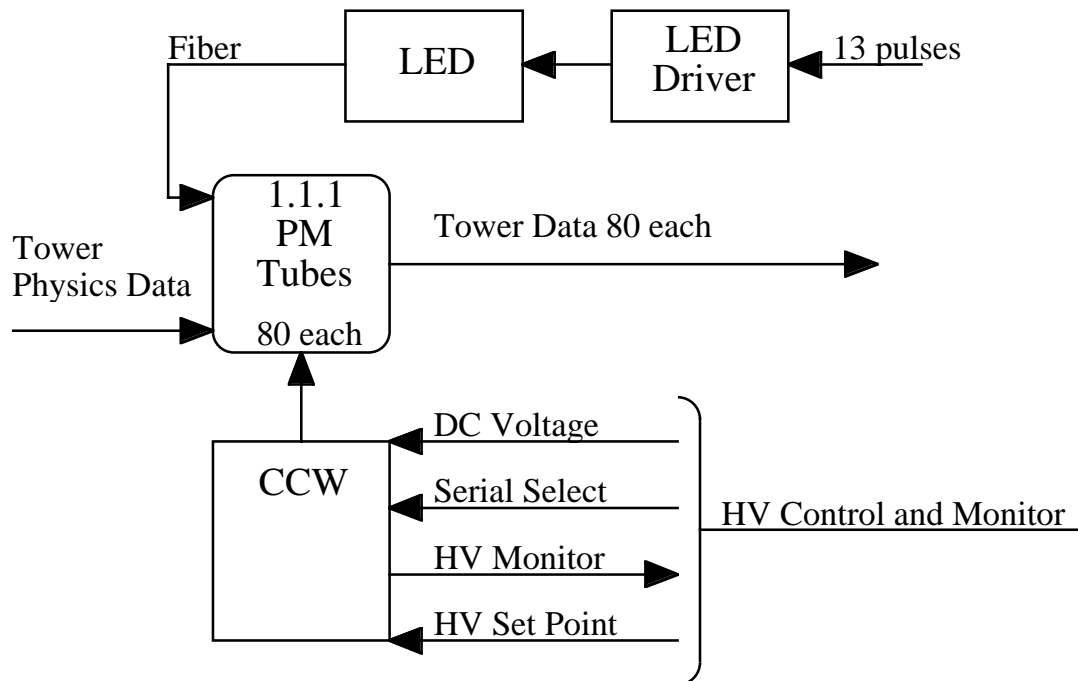 Fiber
LED
LED
Driver
13 pulses
1.1.1
PM
Tubes
80 each
Tower Data 80 each
Tower
Physics Data
CCW
DC Voltage
Serial Select
HV Monitor
HV Set Point
HV Control and Monitor